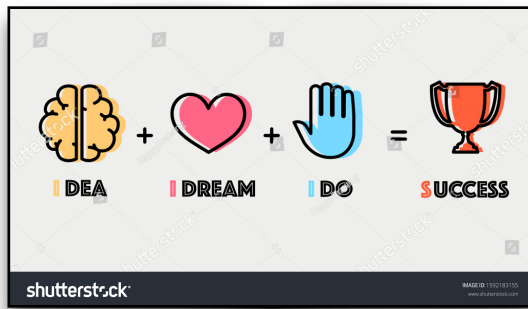 + + =
I DEA I DREAM I DO SUCCESS
shutterstock
IMAGE ID: 1592183155
www.shutterstock.com